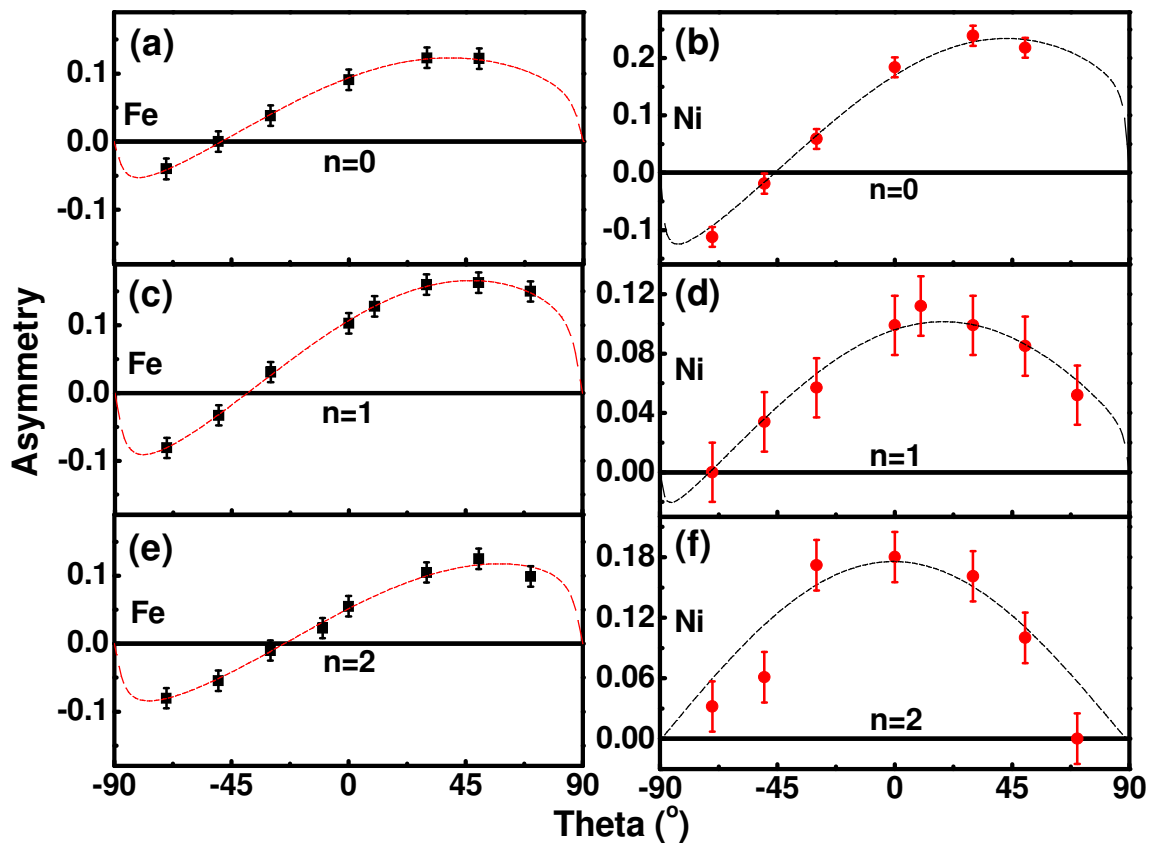 Asymmetry
(a)
0.1
Fe
0.0
n=0
-0.1
(b)
0.2
Ni
0.0
n=0
-0.1
(c)
0.1
Fe
0.0
n=1
-0.1
(d)
0.12
0.08
Ni
0.04
0.00
n=1
(e)
0.1
Fe
0.0
n=2
-0.1
(f)
0.18
0.12
Ni
0.06
0.00
n=2
-90 -45 0 45 90
-90 -45 0 45 90
Theta (°)